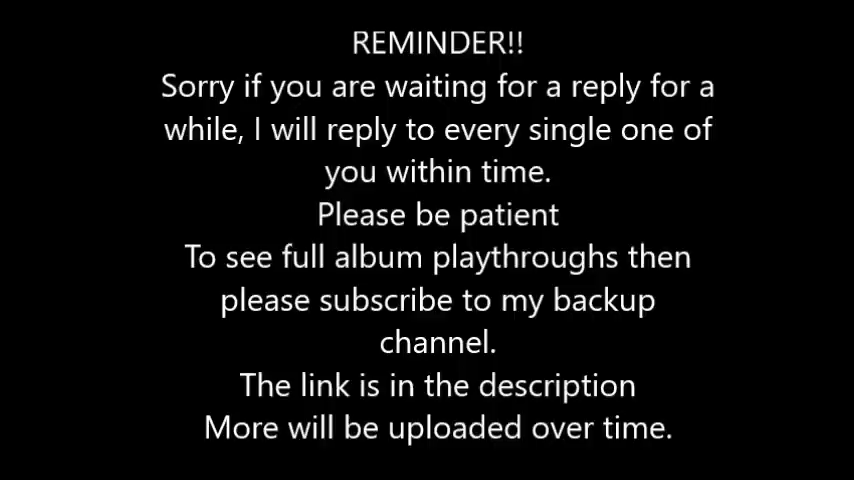 REMINDER!!
Sorry if you are waiting for a reply for a
while, I will reply to every single one of
you within time.
Please be patient
To see full album playthroughs then
please subscribe to my backup
channel.
The link is in the description
More will be uploaded over time.